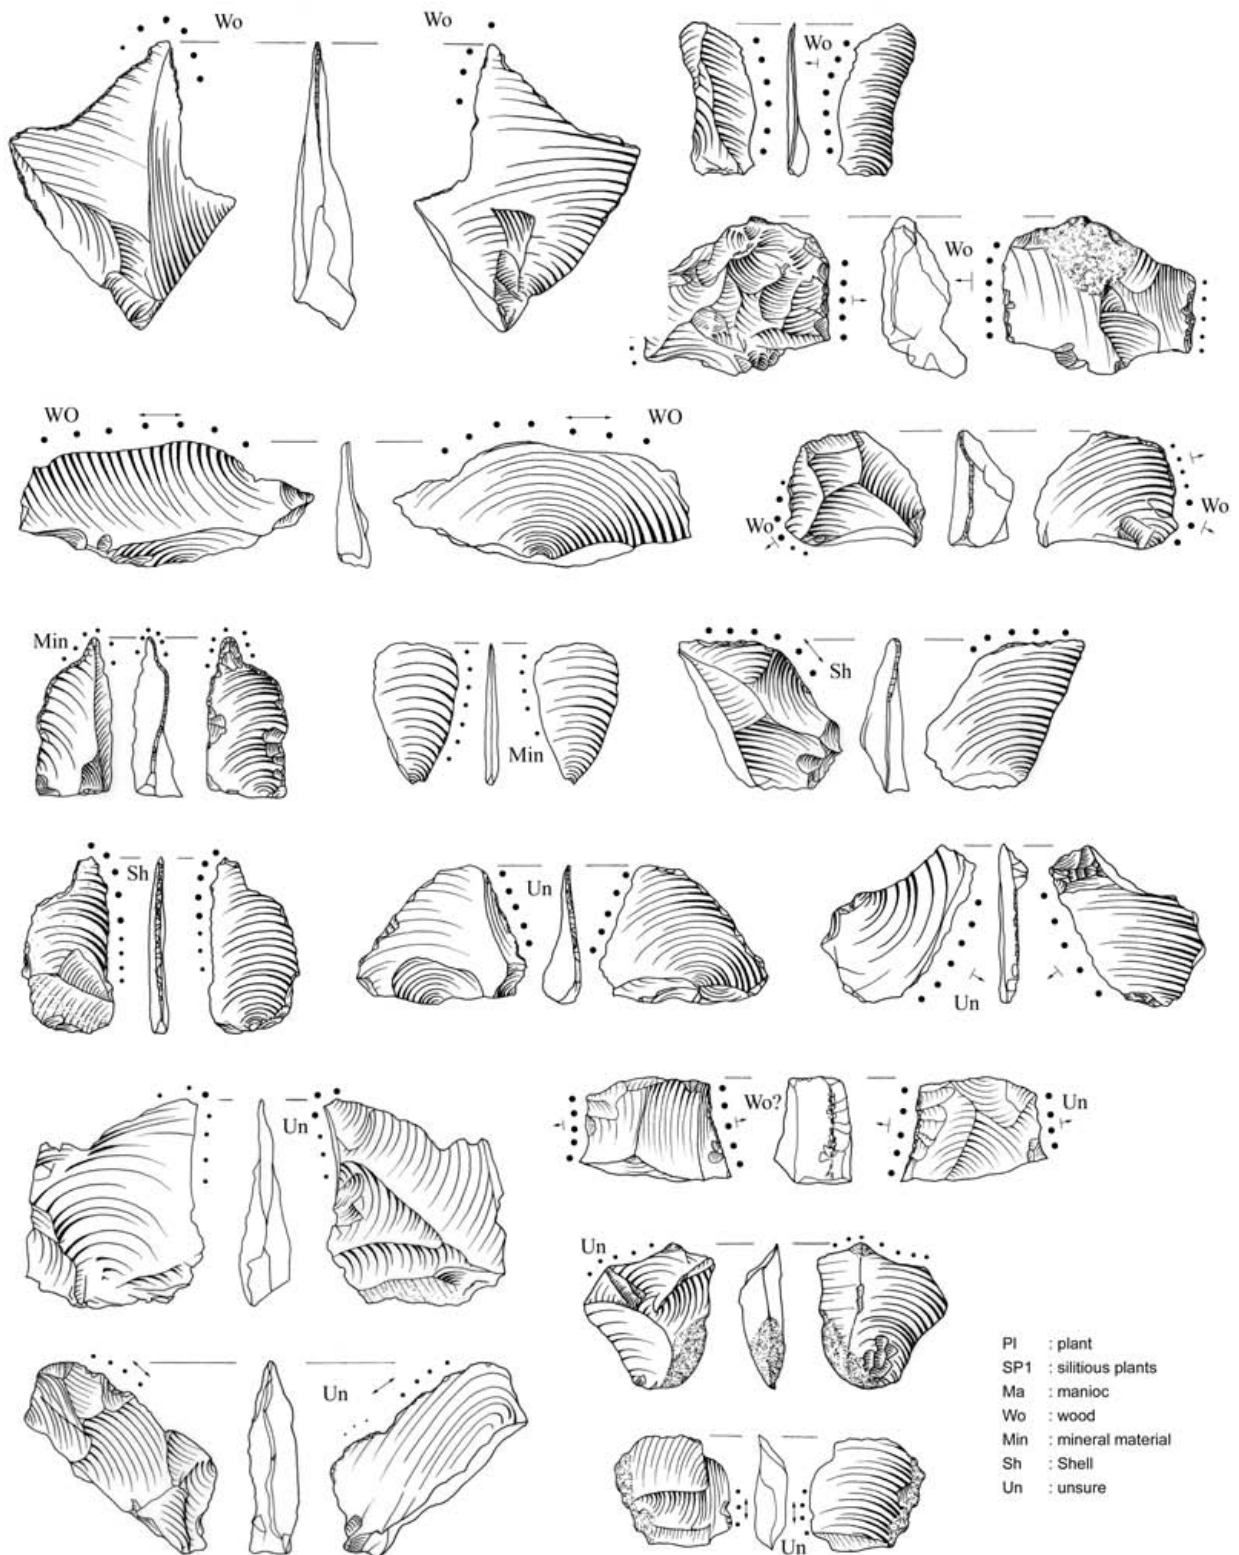 Wo
Wo
Wo
Wo
WO
WO
Wo
Wo
Min
Min
Sh
Sh
Un
Un
Un
Wo?
Un
Un
Un
Un
Pl : plant
SP1 : silitious plants
Ma : manioc
Wo : wood
Min : mineral material
Sh : Shell
Un : unsure